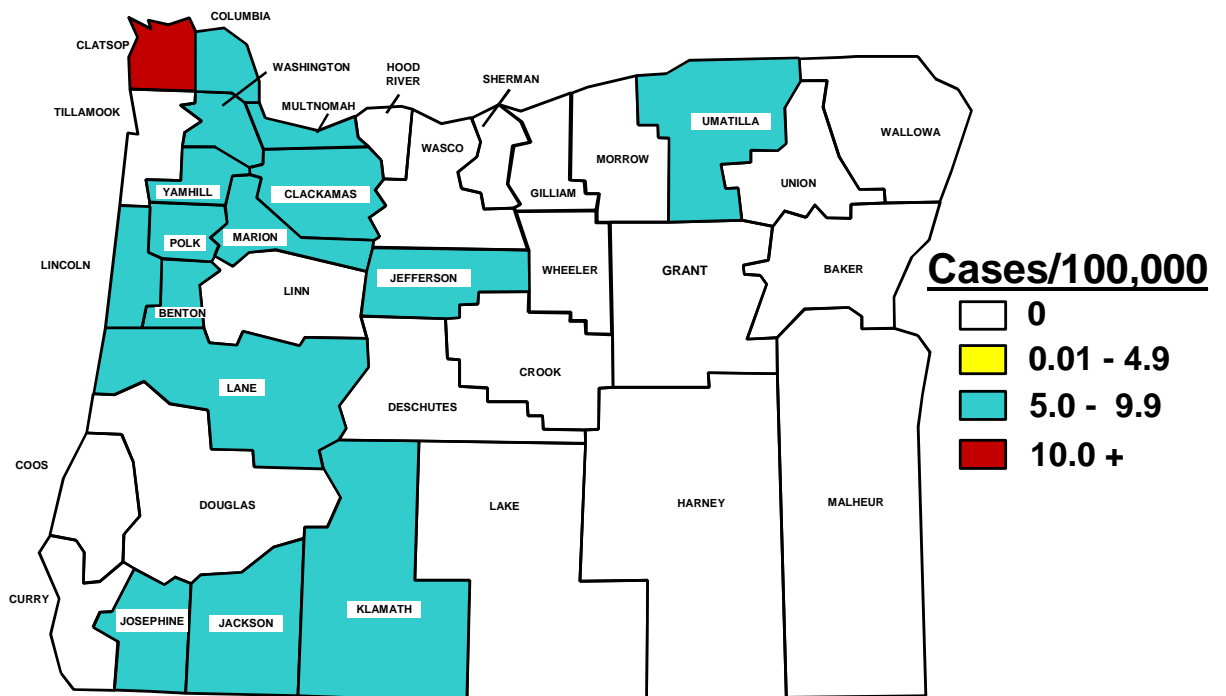 COLUMBIA
CLATSOP
WASHINGTON
HOOD
RIVER
SHERMAN
TILLAMOOK
MULTNOMAH
UMATILLA
WALLOWA
WASCO
MORROW
GILLIAM
UNION
YAMHILL
CLACKAMAS
POLK
MARION
LINCOLN
JEFFERSON
WHEELER
GRANT
BAKER
LINN
BENTON
CROOK
LANE
DESCHUTES
COOS
DOUGLAS
LAKE
HARNEY
MALHEUR
CURRY
JOSEPHINE
JACKSON
KLAMATH
Cases/100,000
0
0.01 - 4.9
5.0 - 9.9
10.0 +